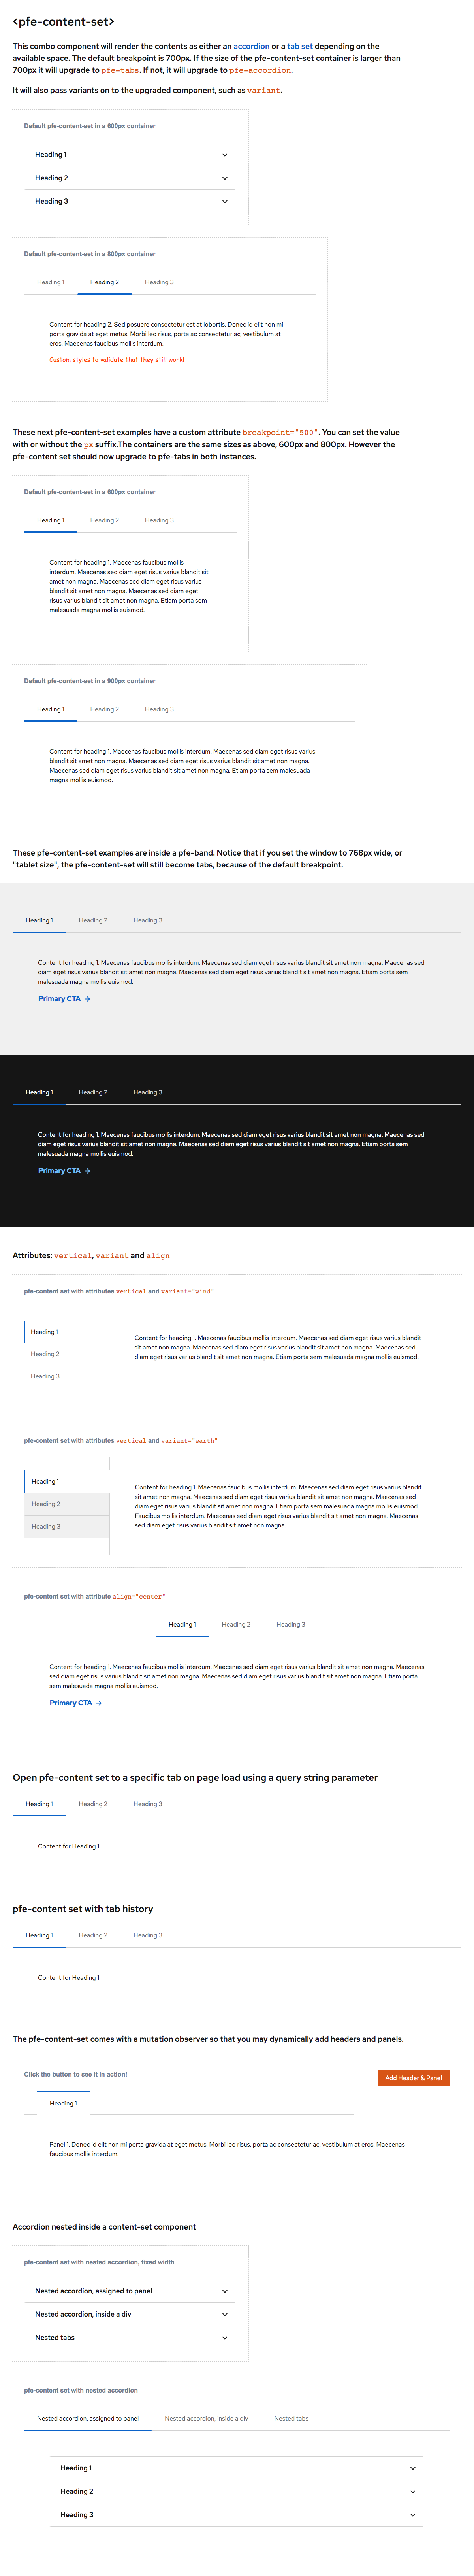 <pfe-content-set>
This combo component will render the contents as either an accordion or a tab set depending on the
available space. The default breakpoint is 700px. If the size of the pfe-content-set container is larger than
700px it will upgrade to pfe-tabs. If not, it will upgrade to pfe-accordion.
It will also pass variants on to the upgraded component, such as variant.
Default pfe-content-set in a 600px container
Heading 1
Heading 2
Heading 3
Default pfe-content-set in a 800px container
Heading 1 Heading 2 Heading 3
Content for heading 2. Sed posuere consectetur est at lobortis. Donec id elit non mi
porta gravida at eget metus. Morbi leo risus, porta ac consectetur ac, vestibulum at
eros. Maecenas faucibus mollis interdum.
Custom styles to validate that they still work!
These next pfe-content-set examples have a custom attribute breakpoint="500". You can set the value
with or without the px suffix.The containers are the same sizes as above, 600px and 800px. However the
pfe-content set should now upgrade to pfe-tabs in both instances.
Default pfe-content-set in a 600px container
Heading 1 Heading 2 Heading 3
Content for heading 1. Maecenas faucibus mollis
interdum. Maecenas sed diam eget risus varius blandit sit
amet non magna. Maecenas sed diam eget risus varius
blandit sit amet non magna. Maecenas sed diam eget
risus varius blandit sit amet non magna. Etiam porta sem
malesuada magna mollis euismod.
Default pfe-content-set in a 900px container
Heading 1 Heading 2 Heading 3
Content for heading 1. Maecenas faucibus mollis interdum. Maecenas sed diam eget risus varius
blandit sit amet non magna. Maecenas sed diam eget risus varius blandit sit amet non magna.
Maecenas sed diam eget risus varius blandit sit amet non magna. Etiam porta sem malesuada
magna mollis euismod.
These pfe-content-set examples are inside a pfe-band. Notice that if you set the window to 768px wide, or
"tablet size", the pfe-content-set will still become tabs, because of the default breakpoint.
Heading 1 Heading 2 Heading 3
Content for heading 1. Maecenas faucibus mollis interdum. Maecenas sed diam eget risus varius blandit sit amet non magna. Maecenas sed
diam eget risus varius blandit sit amet non magna. Maecenas sed diam eget risus varius blandit sit amet non magna. Etiam porta sem
malesuada magna mollis euismod.
Primary CTA →
Heading 1 Heading 2 Heading 3
Content for heading 1. Maecenas faucibus mollis interdum. Maecenas sed diam eget risus varius blandit sit amet non magna. Maecenas sed
diam eget risus varius blandit sit amet non magna. Maecenas sed diam eget risus varius blandit sit amet non magna. Etiam porta sem
malesuada magna mollis euismod.
Primary CTA →
Attributes: vertical, variant and align
pfe-content set with attributes vertical and variant="wind"
Heading 1
Heading 2
Heading 3
Content for heading 1. Maecenas faucibus mollis interdum. Maecenas sed diam eget risus varius blandit
sit amet non magna. Maecenas sed diam eget risus varius blandit sit amet non magna. Maecenas sed
diam eget risus varius blandit sit amet non magna. Etiam porta sem malesuada magna mollis euismod.
pfe-content set with attributes vertical and variant="earth"
Heading 1
Heading 2
Heading 3
Content for heading 1. Maecenas faucibus mollis interdum. Maecenas sed diam eget risus varius blandit
sit amet non magna. Maecenas sed diam eget risus varius blandit sit amet non magna. Maecenas sed
diam eget risus varius blandit sit amet non magna. Etiam porta sem malesuada magna mollis euismod.
Faucibus mollis interdum. Maecenas sed diam eget risus varius blandit sit amet non magna. Maecenas
sed diam eget risus varius blandit sit amet non magna.
pfe-content set with attribute align="center"
Heading 1 Heading 2 Heading 3
Content for heading 1. Maecenas faucibus mollis interdum. Maecenas sed diam eget risus varius blandit sit amet non magna. Maecenas
sed diam eget risus varius blandit sit amet non magna. Maecenas sed diam eget risus varius blandit sit amet non magna. Etiam porta
sem malesuada magna mollis euismod.
Primary CTA →
Open pfe-content set to a specific tab on page load using a query string parameter
Heading 1 Heading 2 Heading 3
Content for Heading 1
pfe-content set with tab history
Heading 1 Heading 2 Heading 3
Content for Heading 1
The pfe-content-set comes with a mutation observer so that you may dynamically add headers and panels.
Click the button to see it in action!
Add Header & Panel
Heading 1
Panel 1. Donec id elit non mi porta gravida at eget metus. Morbi leo risus, porta ac consectetur ac, vestibulum at eros. Maecenas
faucibus mollis interdum.
Accordion nested inside a content-set component
pfe-content set with nested accordion, fixed width
Nested accordion, assigned to panel
Nested accordion, inside a div
Nested tabs
pfe-content set with nested accordion
Nested accordion, assigned to panel Nested accordion, inside a div Nested tabs
Heading 1
Heading 2
Heading 3